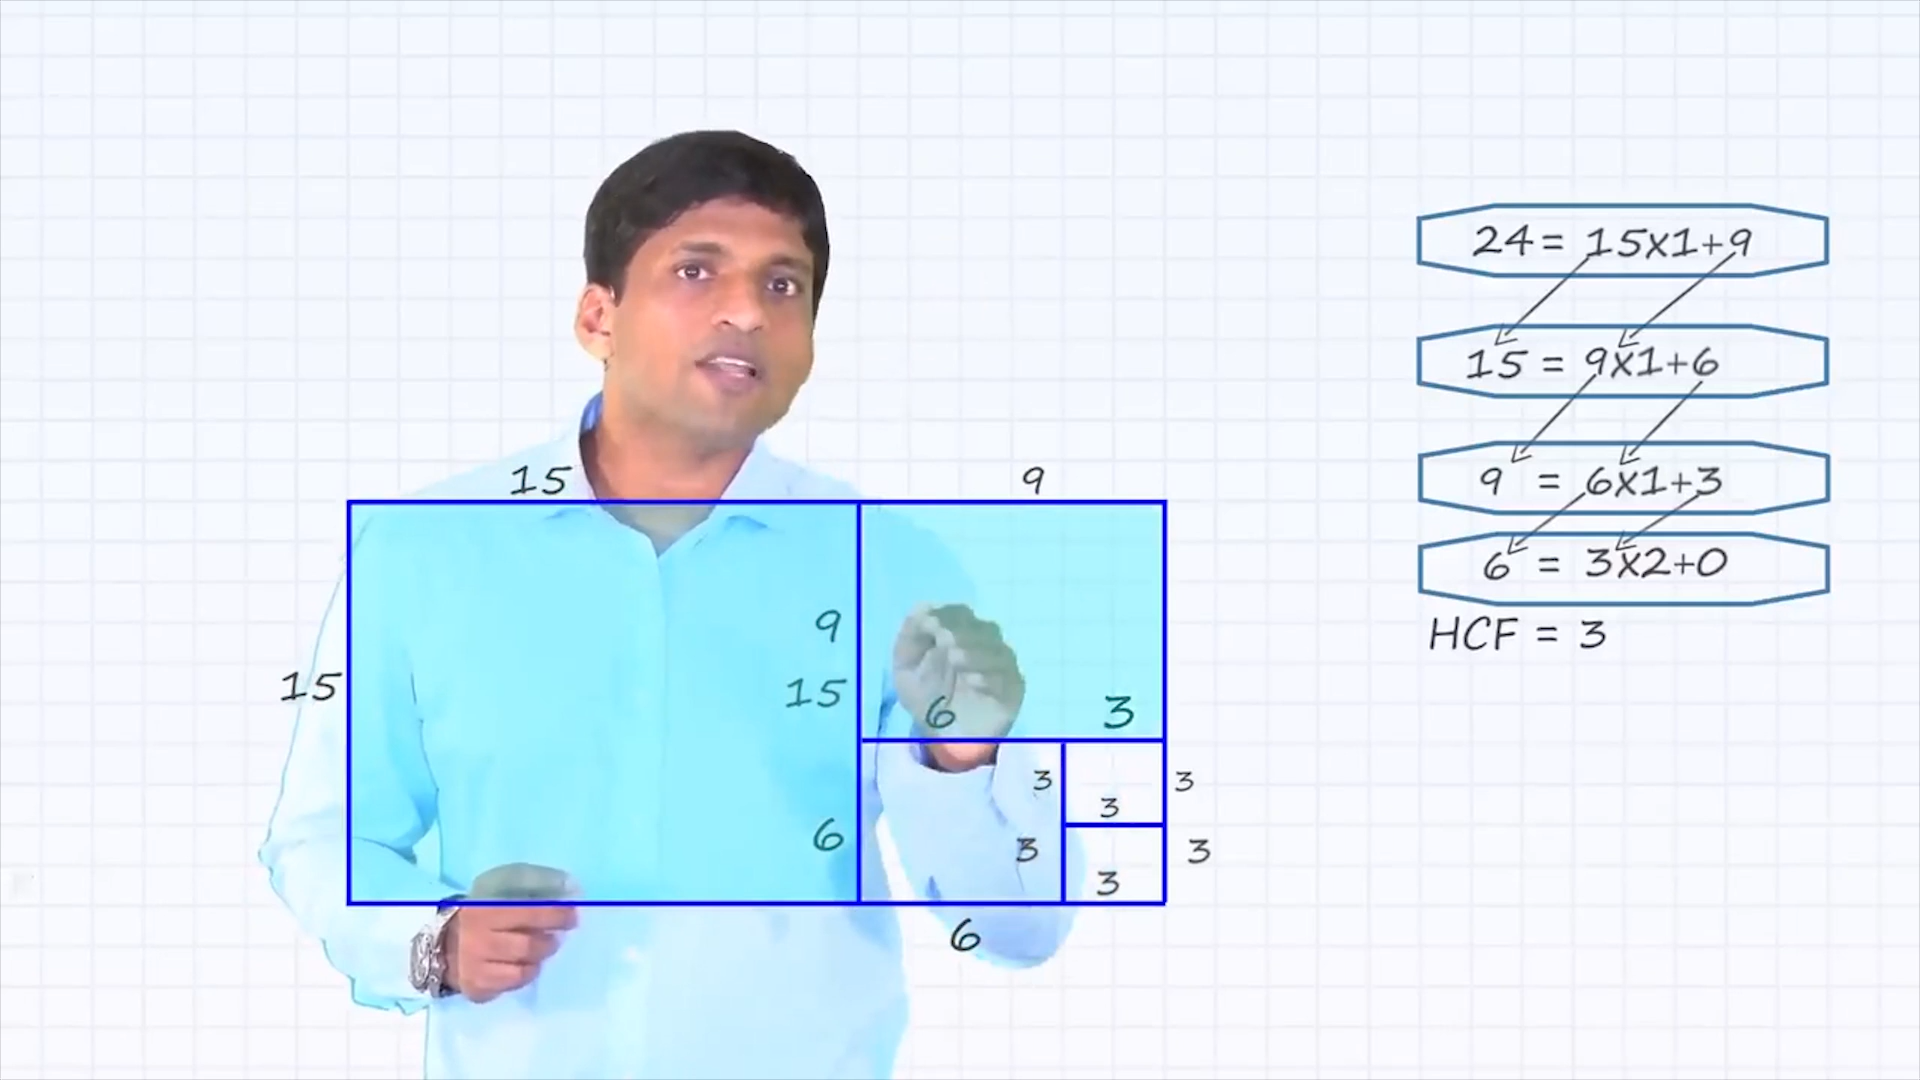 24= 15x1+9
15 = 9x1+6
9 = 6x1+3
6 = 3x2+0
HCF = 3
15 9
9
15 15
6 3
3 3
3
6
3 3
3
6